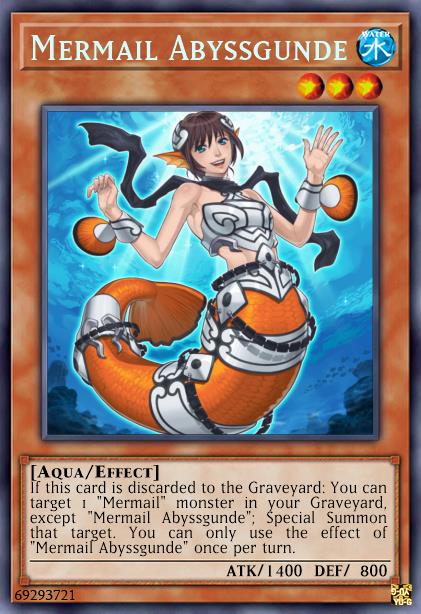 Mermail Abyssgunde
WATER
水
[Aqua/Effect]
If this card is discarded to the Graveyard: You can
target 1 "Mermail" monster in your Graveyard,
except "Mermail Abyssgunde"; Special Summon
that target. You can only use the effect of
"Mermail Abyssgunde" once per turn.
ATK/1400 DEF/ 800
69293721